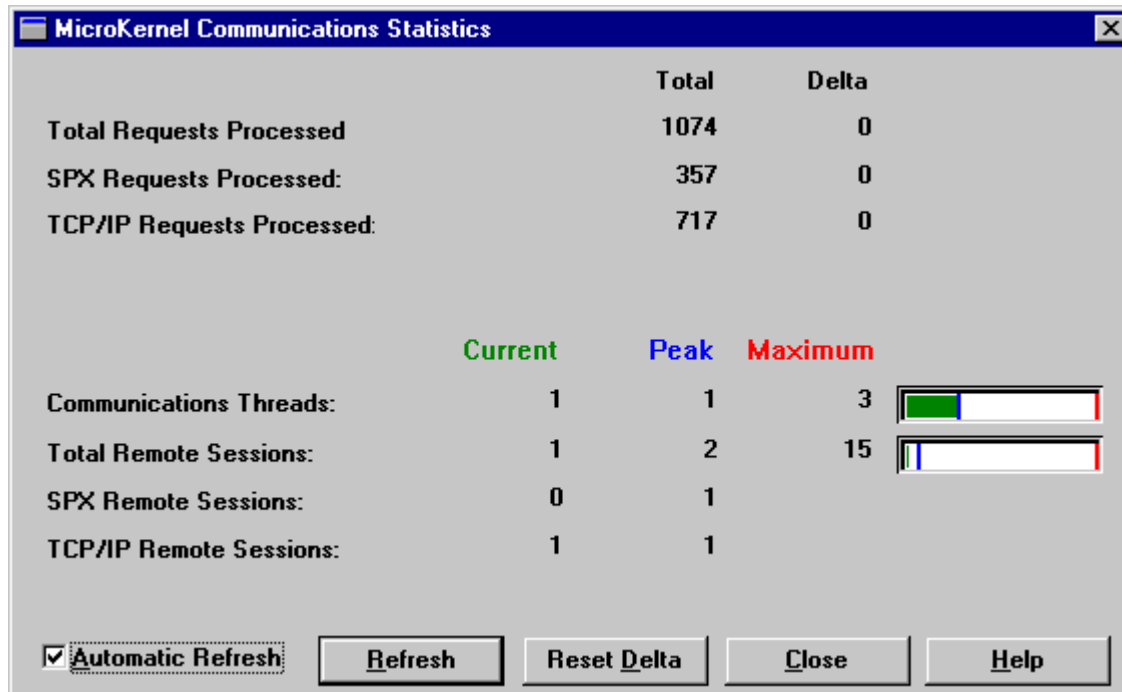 MicroKernel Communications Statistics
Total Delta
Total Requests Processed 1074 0
SPX Requests Processed: 357 0
TCP/IP Requests Processed: 717 0
Current Peak Maximum
Communications Threads: 1 1 3
Total Remote Sessions: 1 2 15
SPX Remote Sessions: 0 1
TCP/IP Remote Sessions: 1 1
Automatic Refresh Refresh Reset Delta Close Help